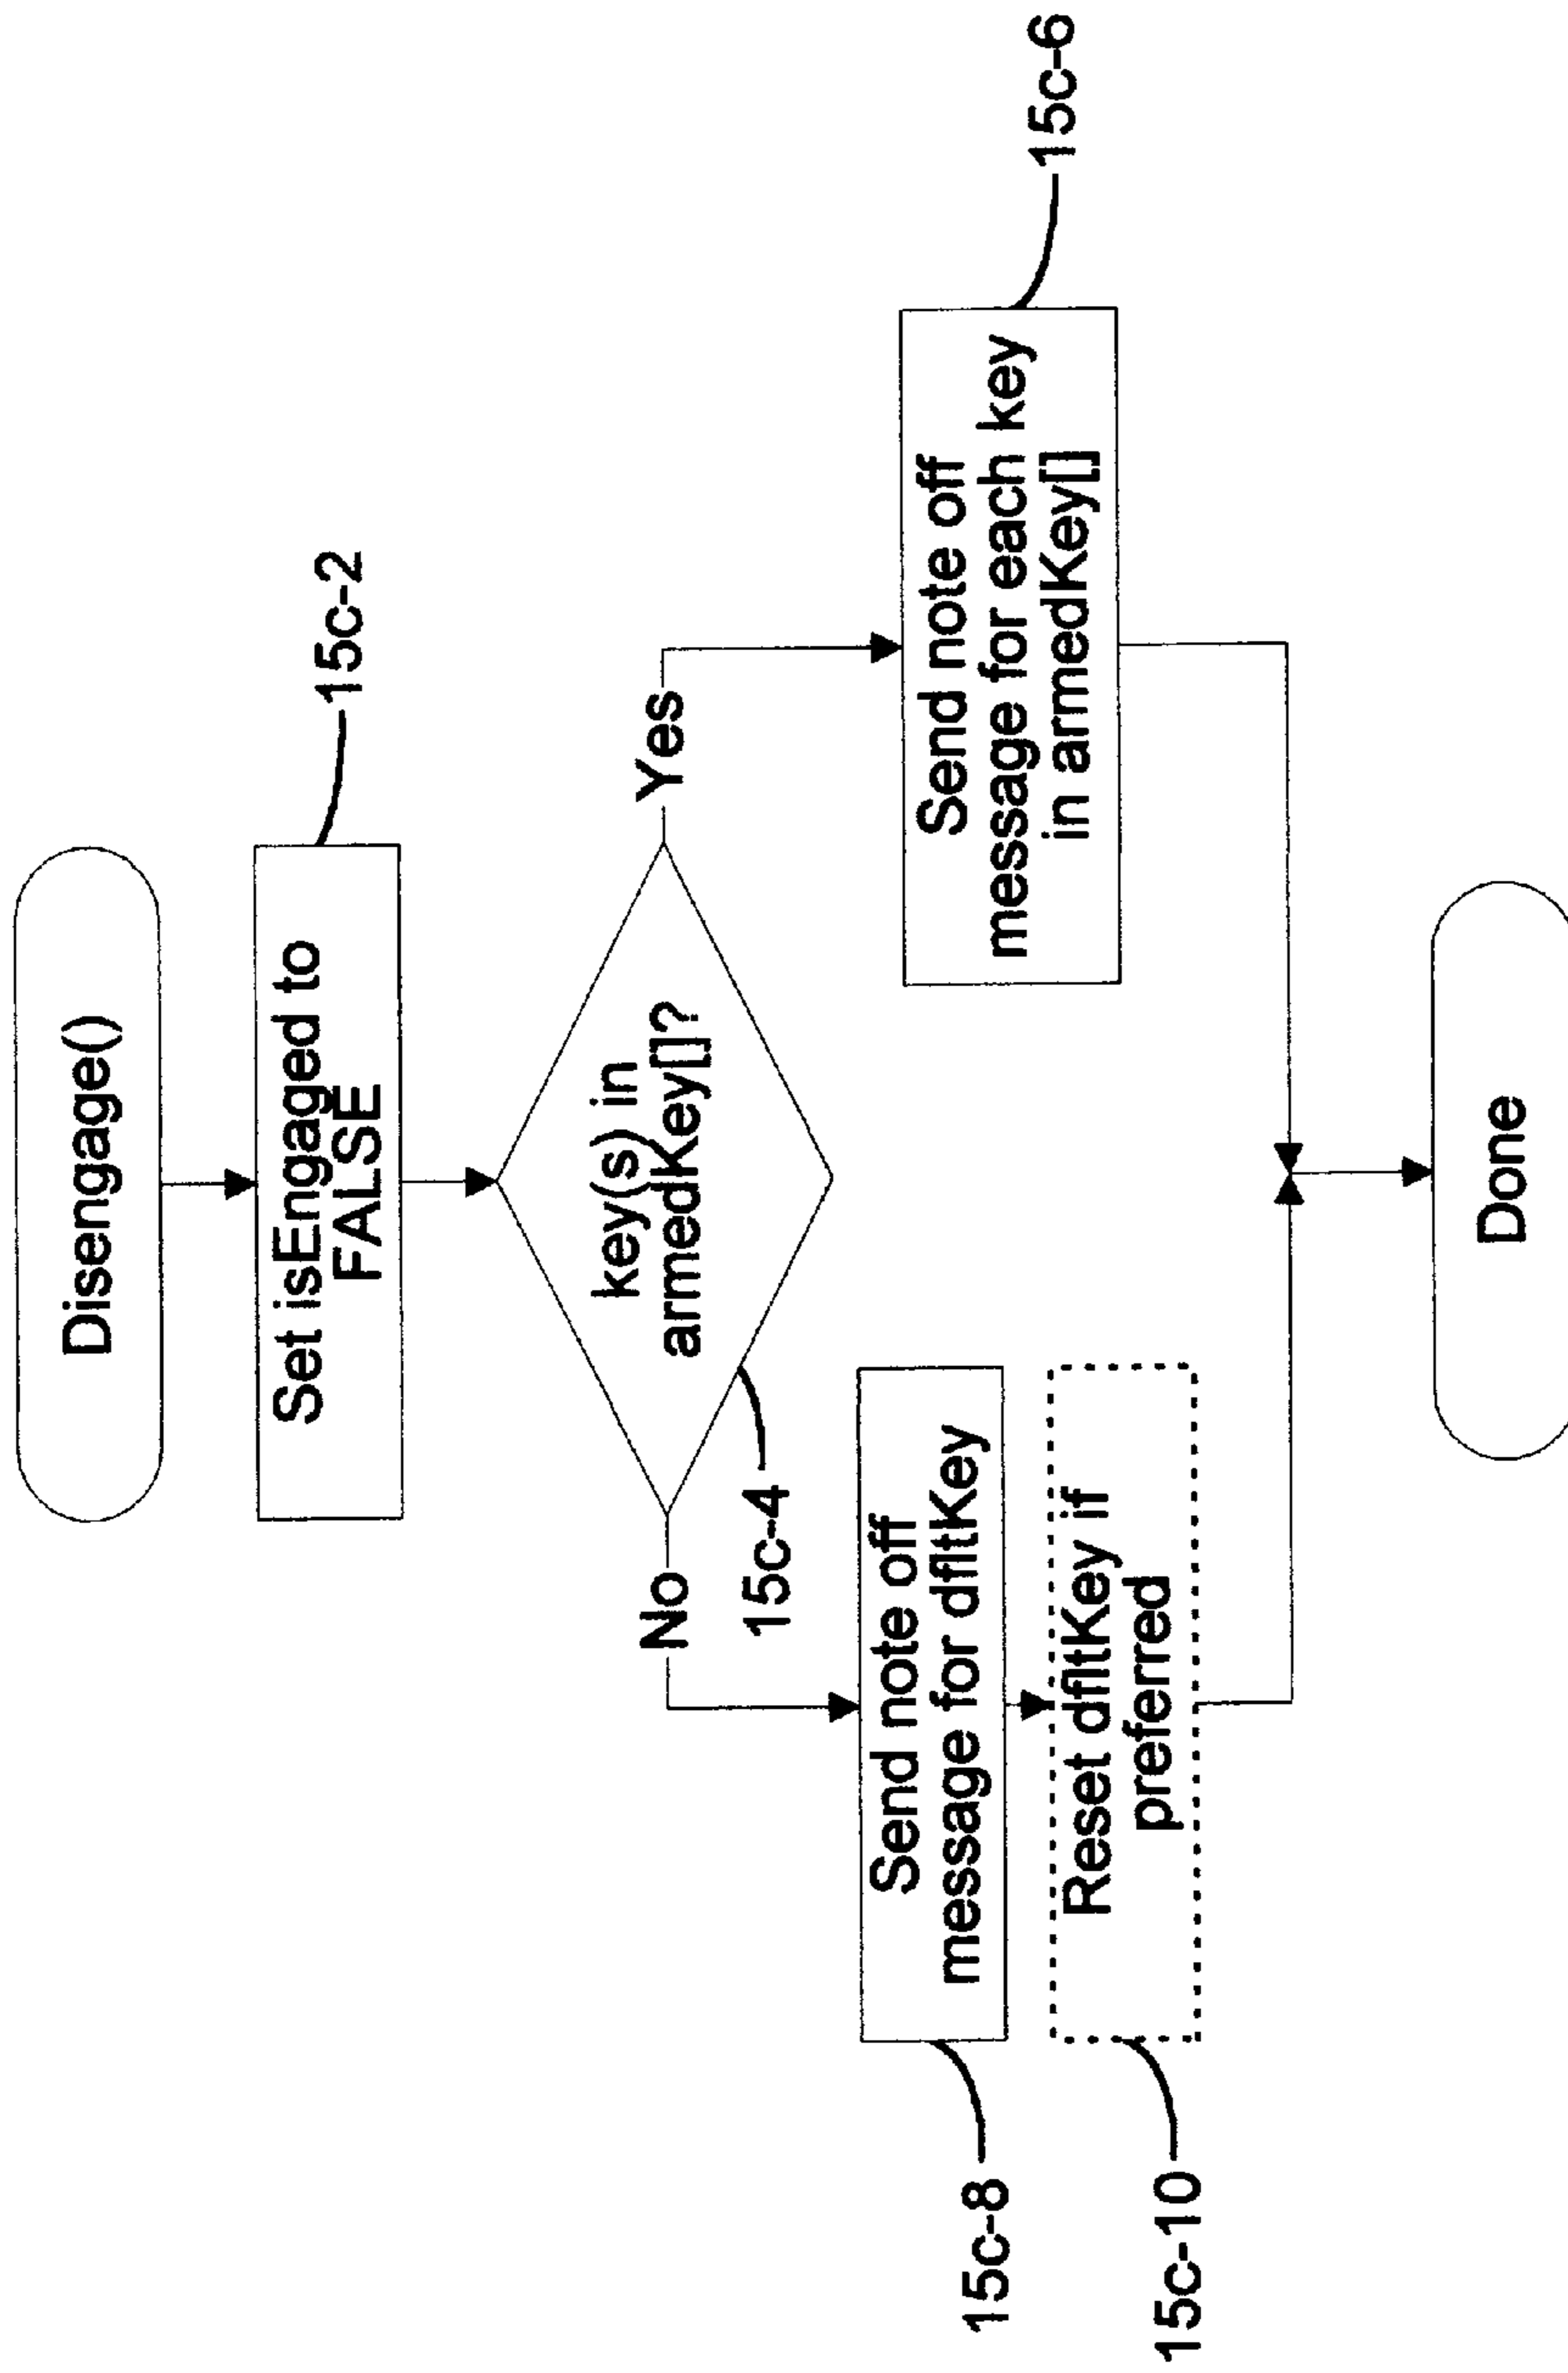 Disengage()
Set isEngaged to
FALSE
15c-2
key(s) in
armedKey[]?
No
Yes
15c-4
Send note off
message for dfltKey
15c-8
Send note off
message for each key
in armedKey[]
15c-6
Reset dfltKey if
preferred
15c-10
Done